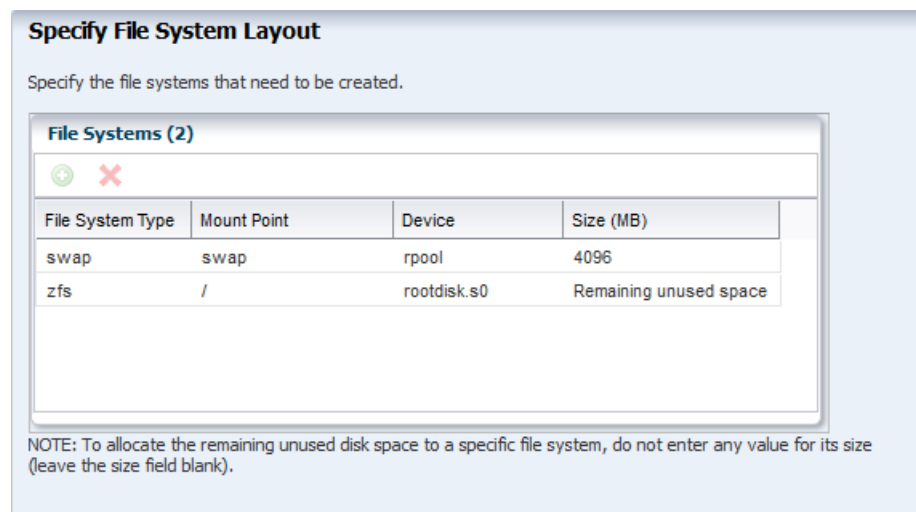 Specify File System Layout
Specify the file systems that need to be created.
File Systems (2)
File System Type Mount Point Device Size (MB)
swap swap rpool 4096
zfs / rootdisk.s0 Remaining unused space
NOTE: To allocate the remaining unused disk space to a specific file system, do not enter any value for its size
(leave the size field blank).